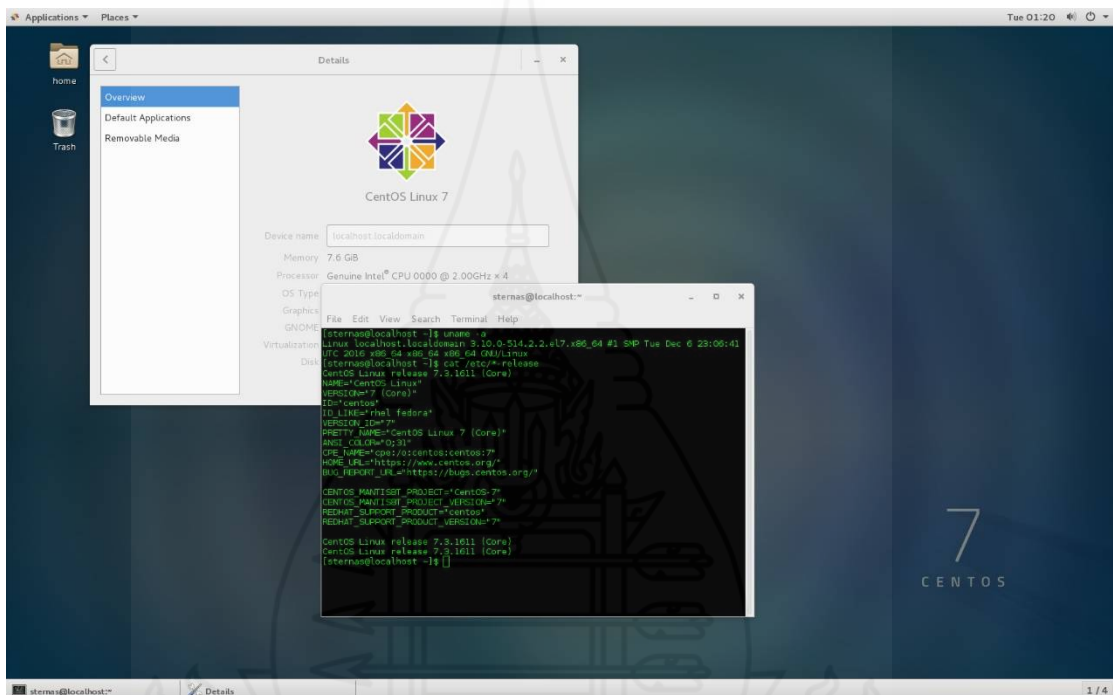 Applications Places
Tue 01:20
home
Trash
Details
Overview
Default Applications
Removable Media
CentOS Linux 7
Device name localhost.localdomain
Memory 7.6 GiB
Processor Genuine Intel® CPU 0000 @ 2.00GHz × 4
OS Type
Graphics
GNOME
Virtualization
Disk
sternas@localhost:~
File Edit View Search Terminal Help
[sternas@localhost ~]$ uname -a
Linux localhost.localdomain 3.10.0-514.2.2.el7.x86_64 #1 SMP Tue Dec 6 23:06:41
UTC 2016 x86_64 x86_64 x86_64 GNU/Linux
[sternas@localhost ~]$ cat /etc/*-release
CentOS Linux release 7.3.1611 (Core)
NAME="CentOS Linux"
VERSION="7 (Core)"
ID="centos"
ID_LIKE="rhel fedora"
VERSION_ID="7"
PRETTY_NAME="CentOS Linux 7 (Core)"
ANSI_COLOR="0;31"
CPE_NAME="cpe:/o:centos:centos:7"
HOME_URL="https://www.centos.org/"
BUG_REPORT_URL="https://bugs.centos.org/"
CENTOS_MANTISBT_PROJECT="CentOS-7"
CENTOS_MANTISBT_PROJECT_VERSION="7"
REDHAT_SUPPORT_PRODUCT="centos"
REDHAT_SUPPORT_PRODUCT_VERSION="7"
CentOS Linux release 7.3.1611 (Core)
CentOS Linux release 7.3.1611 (Core)
[sternas@localhost ~]$
7
CENTOS
sternas@localhost:~
Details
1 / 4